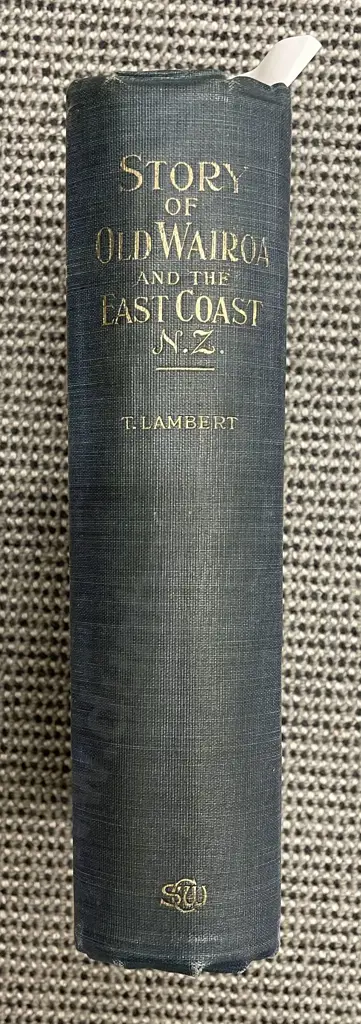 STORY
OF
OLD WAIROA
AND THE
EAST COAST
N.Z.
T. LAMBERT